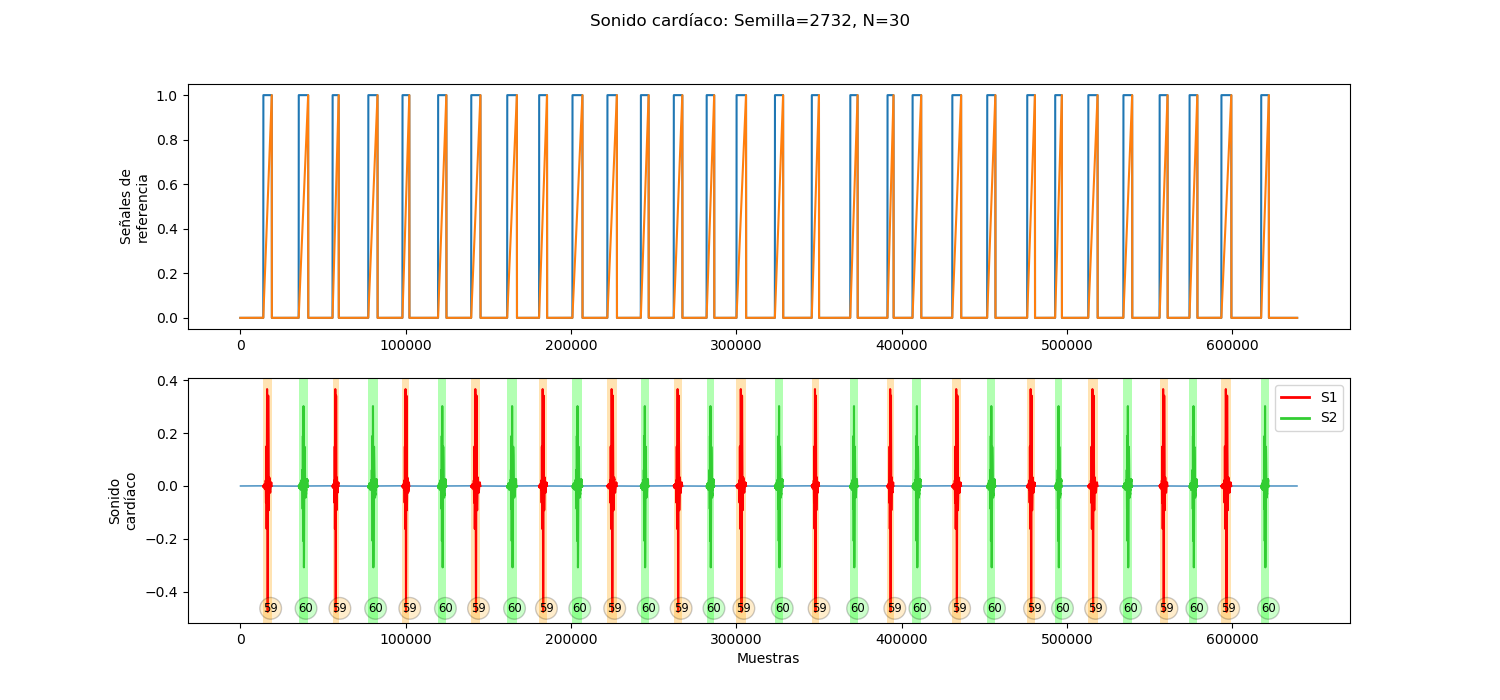 Sonido cardíaco: Semilla=2732, N=30
1.0
0.8
0.6
0.4
0.2
0.0
Señales de
referencia
0 100000 200000 300000 400000 500000 600000
0.4
0.2
0.0
−0.2
−0.4
Sonido
cardíaco
S1
S2
59 60 59 60 59 60 59 60 59 60 59 60 59 60 59 60 59 60 59 60 59 60 59 60 59 60 59 60 59 60
0 100000 200000 300000 400000 500000 600000
Muestras